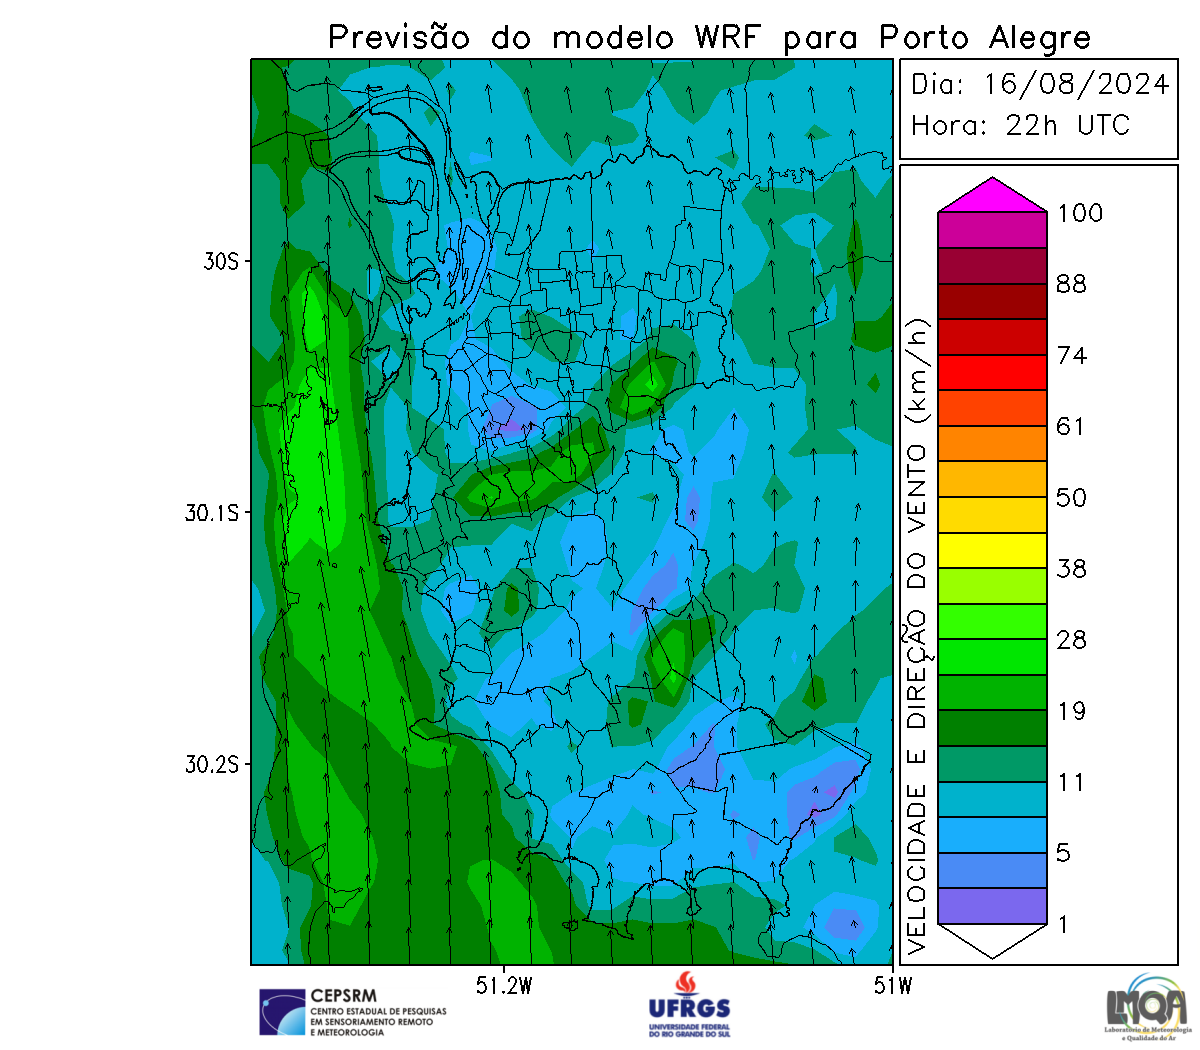 Previsão do modelo WRF para Porto Alegre
Dia: 16/08/2024
Hora: 22h UTC
30S
30.1S
30.2S
51.2W
51W
VELOCIDADE E DIREÇÃO DO VENTO (km/h)
100
88
74
61
50
38
28
19
11
5
1
CEPSRM
CENTRO ESTADUAL DE PESQUISAS
EM SENSORIAMENTO REMOTO
E METEOROLOGIA
UFRGS
UNIVERSIDADE FEDERAL
DO RIO GRANDE DO SUL
LMQA
Laboratório de Meteorologia
e Qualidade do Ar